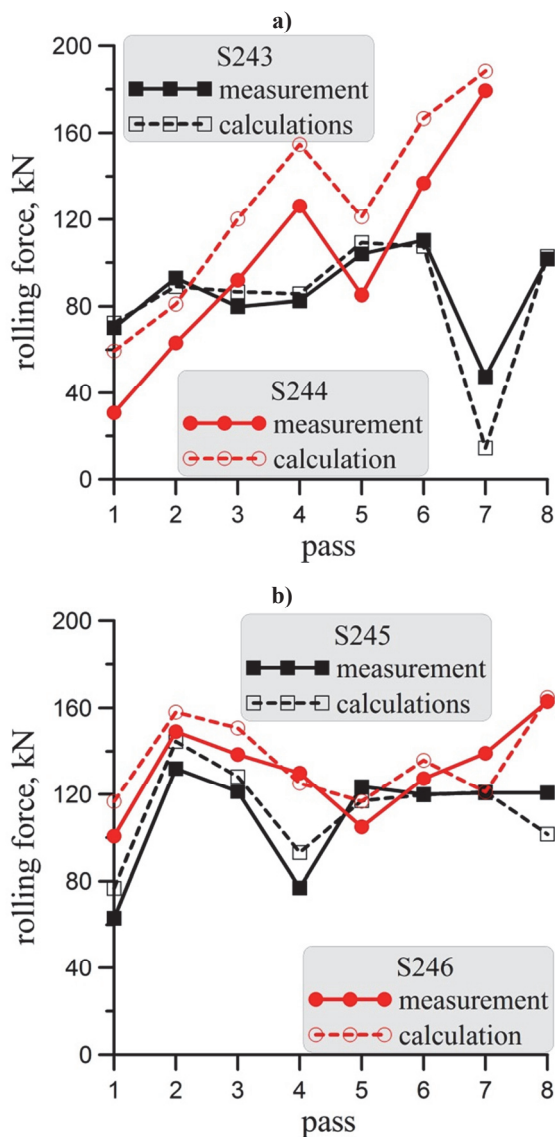 a)
200
160
120
80
40
0
rolling force, kN
S243
measurement
calculations
S244
measurement
calculation
1 2 3 4 5 6 7 8
pass
b)
200
160
120
80
40
0
rolling force, kN
S245
measurement
calculations
S246
measurement
calculation
1 2 3 4 5 6 7 8
pass